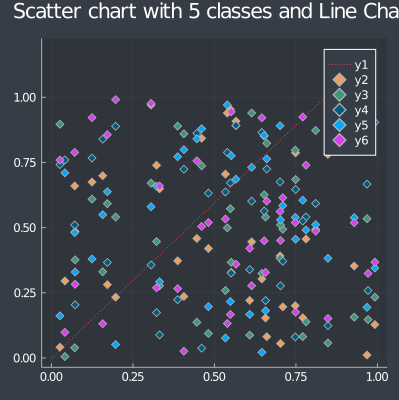 Scatter chart with 5 classes and Line Cha
y1
y2
y3
y4
y5
y6
1.00
0.75
0.50
0.25
0.00
0.00 0.25 0.50 0.75 1.00